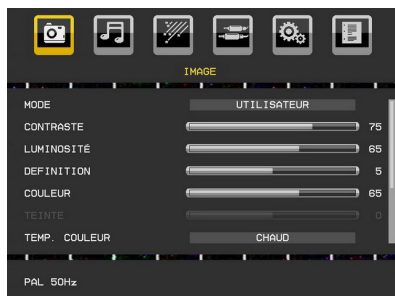 IMAGE
MODE UTILISATEUR
CONTRASTE 75
LUMINOSITÉ 65
DEFINITION 5
COULEUR 65
TEINTE 0
TEMP. COULEUR CHAUD
PAL 50Hz